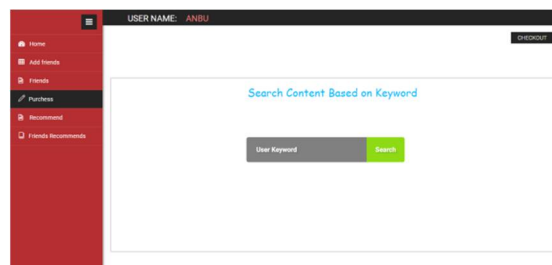 USER NAME: ANBU
CHECKOUT
Home
Add friends
Friends
Purchess
Recommend
Friends Recommends
Search Content Based on Keyword
User Keyword
Search